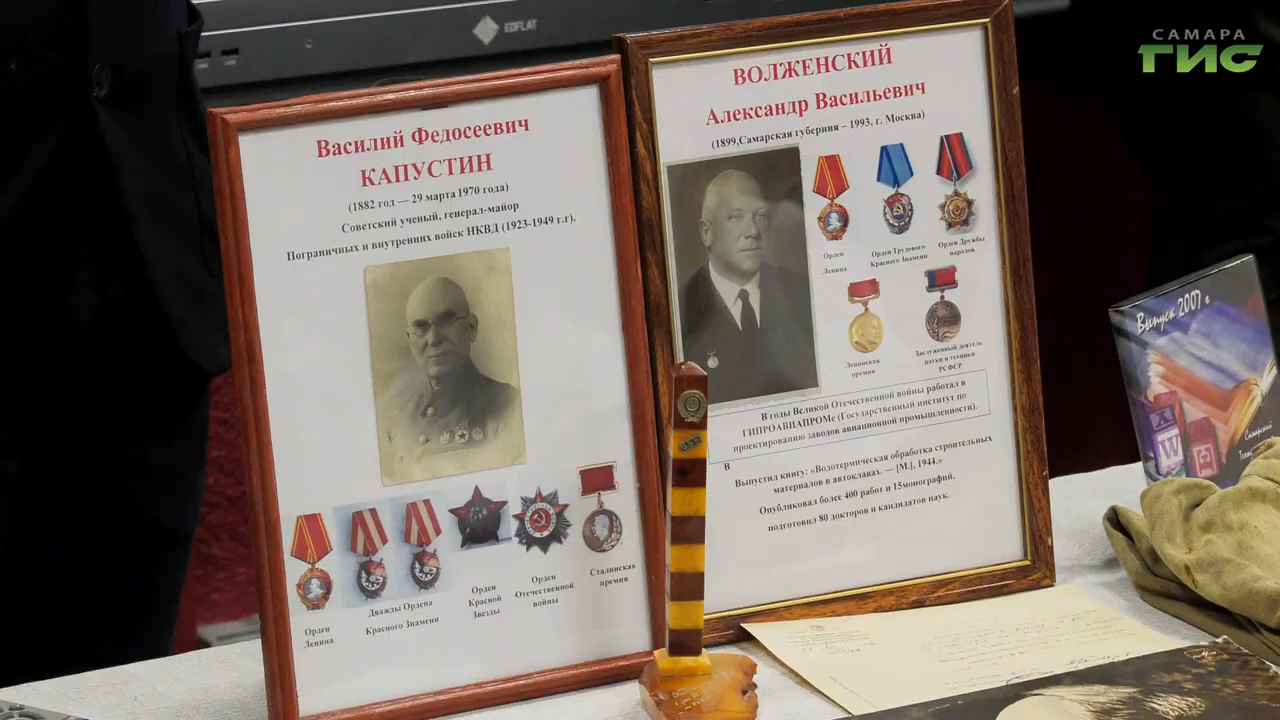 EDFLAT
САМАРА
ГИС
Василий Федосеевич
КАПУСТИН
(1882 год — 29 марта 1970 года)
Советский ученый, генерал-майор
Пограничных и внутренних войск НКВД (1923-1949 г.г).
Орден
Ленина
Дважды Ордена
Красного Знамени
Орден
Красной
Звезды
Орден
Отечественной
войны
Сталинская
премия
ВОЛЖЕНСКИЙ
Александр Васильевич
(1899,Самарская губерния – 1993, г. Москва)
Орден
Ленина
Орден Трудового
Красного Знамени
Орден Дружбы
народов
Ленинская
премия
Заслуженный деятель
науки и техники
РСФСР
В годы Великой Отечественной войны работал в
ГИПРОАВИАПРОМе (Государственный институт по
проектированию заводов авиационной промышленности).
В
Выпустил книгу: «Водотермическая обработка строительных
материалов в автоклавах. — [М.], 1944.»
Опубликовал более 400 работ и 15монографий,
подготовил 80 докторов и кандидатов наук.
Выпуск 2007 г
Самарский
W